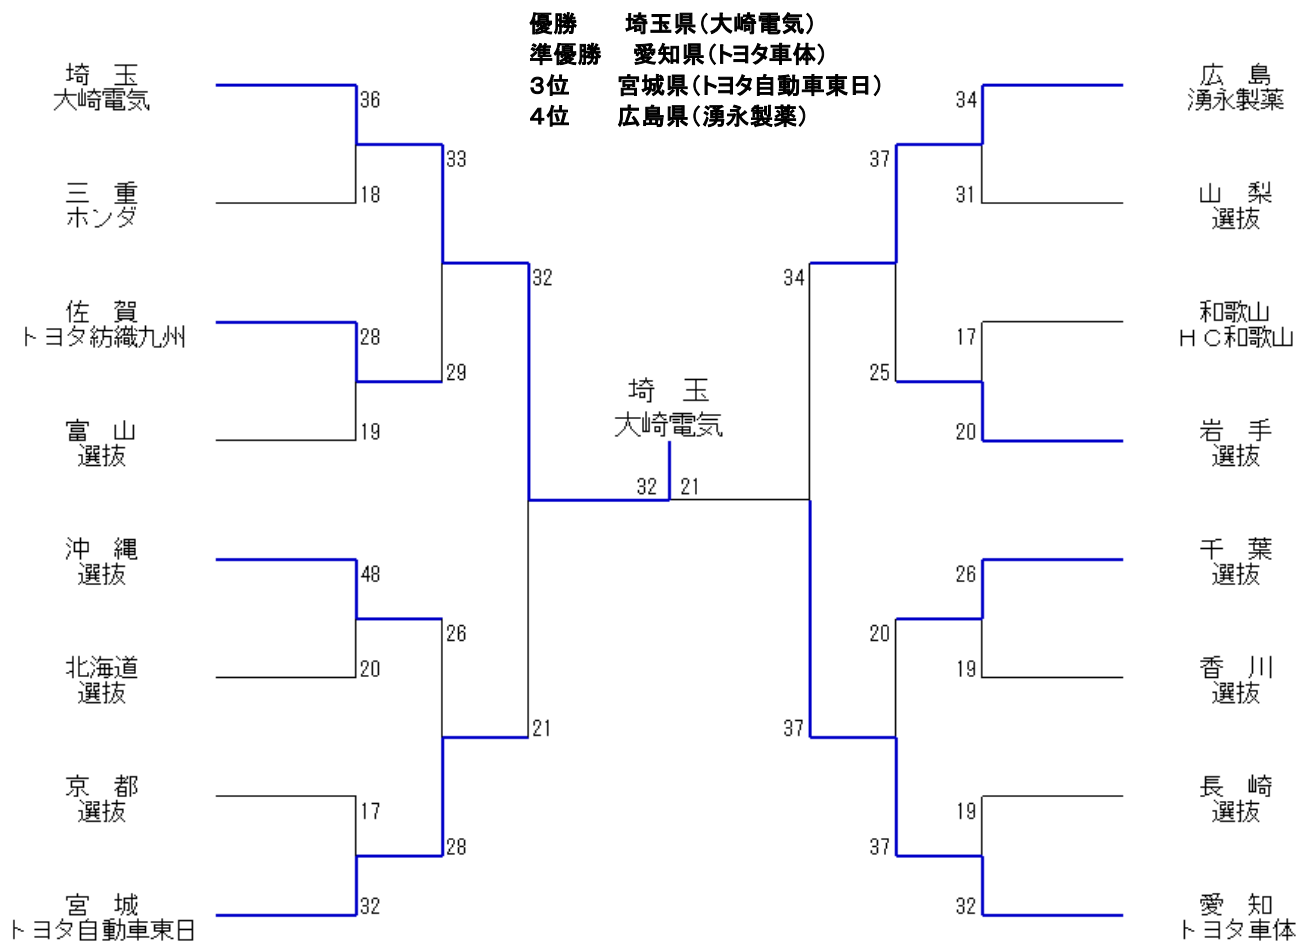 優勝　　埼玉県（大崎電気）
準優勝　愛知県（トヨタ車体）
３位　　宮城県（トヨタ自動車東日）
４位　　広島県（湧永製薬）
埼　玉
大崎電気
36
33
三　重
ホンダ
18
32
佐　賀
トヨタ紡織九州
28
29
富　山
選抜
19
沖　縄
選抜
48
26
北海道
選抜
20
21
京　都
選抜
17
28
宮　城
トヨタ自動車東日
32
埼　玉
大崎電気
32
21
広　島
湧永製薬
34
37
山　梨
選抜
31
34
和歌山
ＨＣ和歌山
17
25
岩　手
選抜
20
千　葉
選抜
26
20
香　川
選抜
19
37
長　崎
選抜
19
37
愛　知
トヨタ車体
32